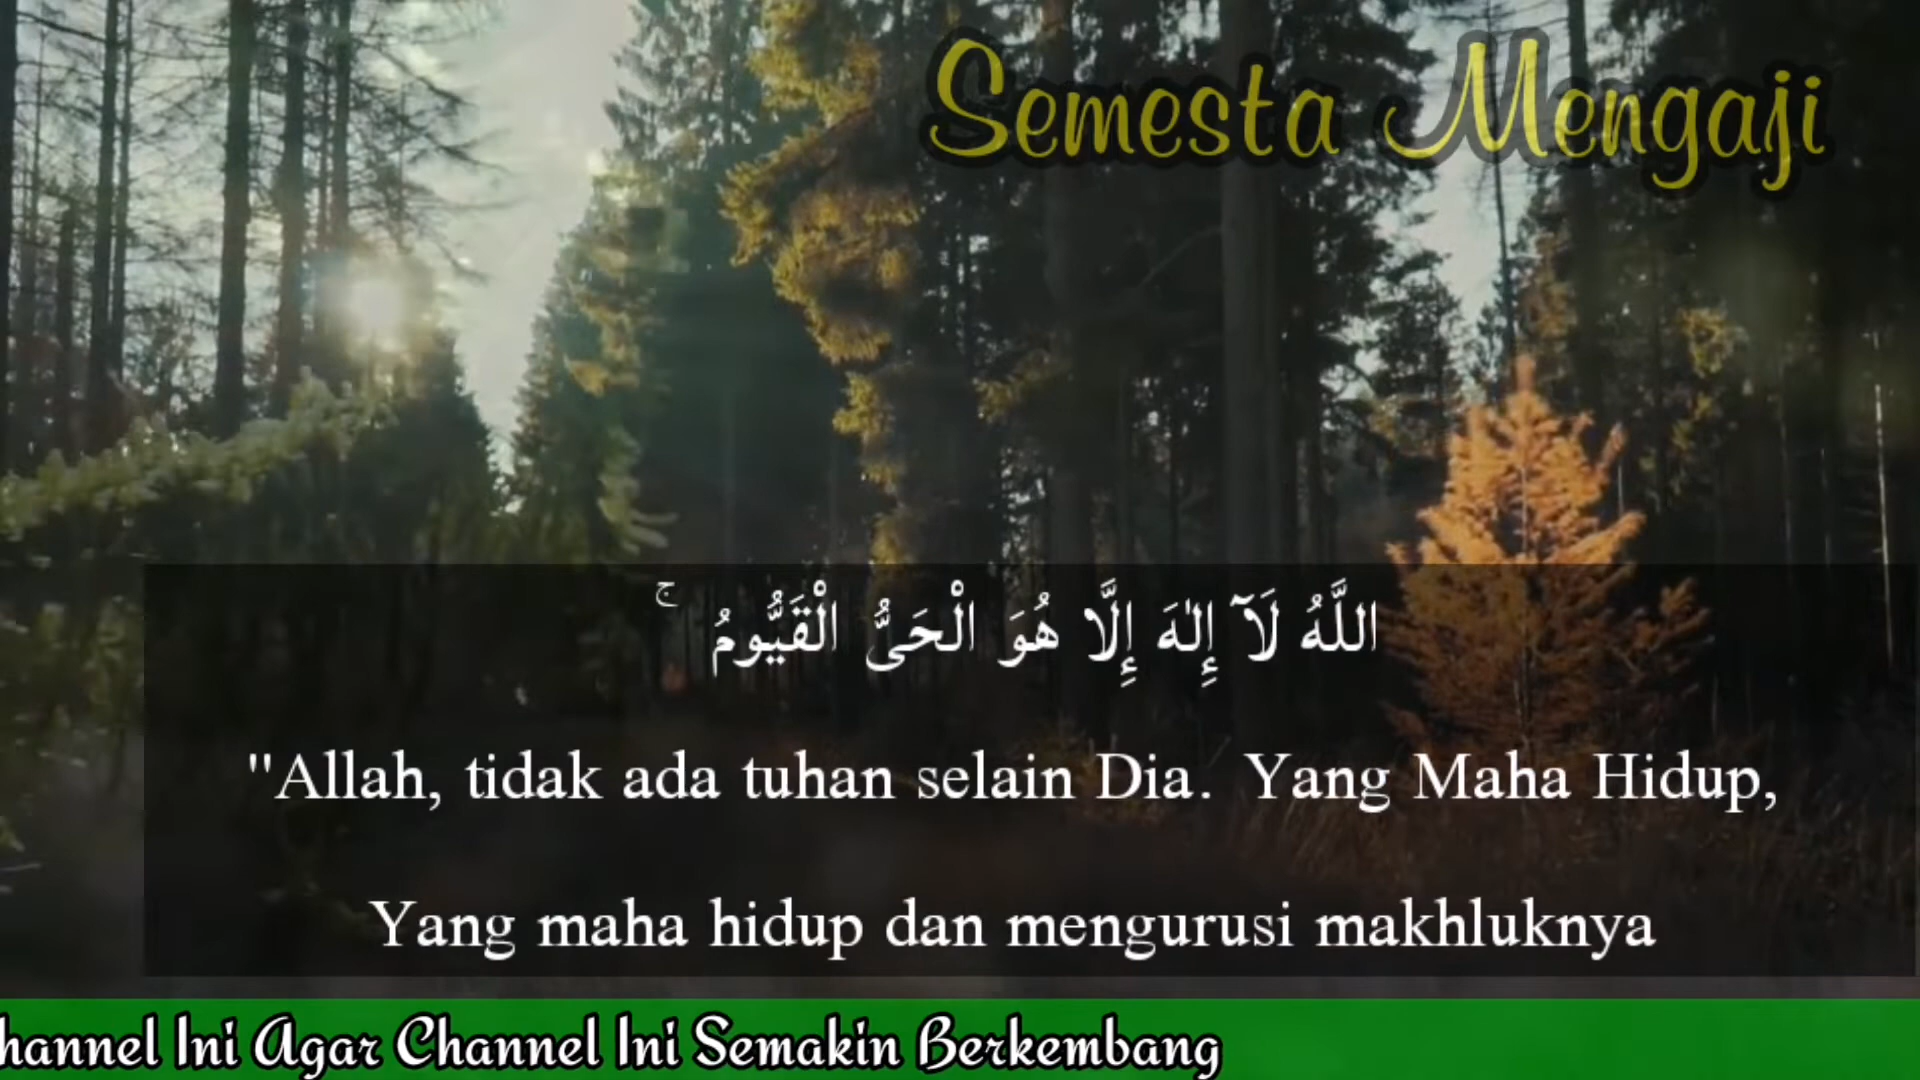 Semesta Mengaji
اللَّهُ لَآ إِلٰهَ إِلَّا هُوَ الْحَىُّ الْقَيُّومُ ۚ
"Allah, tidak ada tuhan selain Dia. Yang Maha Hidup,
Yang maha hidup dan mengurusi makhluknya
hannel Ini Agar Channel Ini Semakin Berkembang